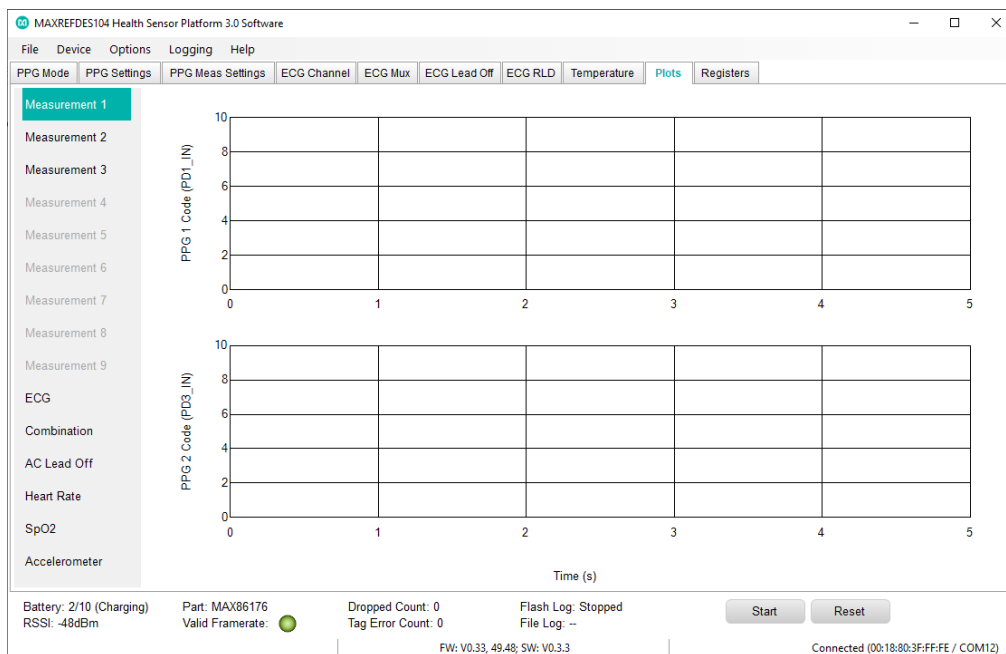 MAXREFDES104 Health Sensor Platform 3.0 Software
File Device Options Logging Help
PPG Mode PPG Settings PPG Meas Settings ECG Channel ECG Mux ECG Lead Off ECG RLD Temperature Plots Registers
Measurement 1
Measurement 2
Measurement 3
Measurement 4
Measurement 5
Measurement 6
Measurement 7
Measurement 8
Measurement 9
ECG
Combination
AC Lead Off
Heart Rate
SpO2
Accelerometer
PPG 1 Code (PD1_IN)
10
8
6
4
2
0
0 1 2 3 4 5
PPG 2 Code (PD3_IN)
10
8
6
4
2
0
0 1 2 3 4 5
Time (s)
Battery: 2/10 (Charging) Part: MAX86176 Dropped Count: 0 Flash Log: Stopped Start Reset
RSSI: -48dBm Valid Framerate: Tag Error Count: 0 File Log: --
FW: V0.33, 49.48; SW: V0.3.3 Connected (00:18:80:3F:FF:FE / COM12)